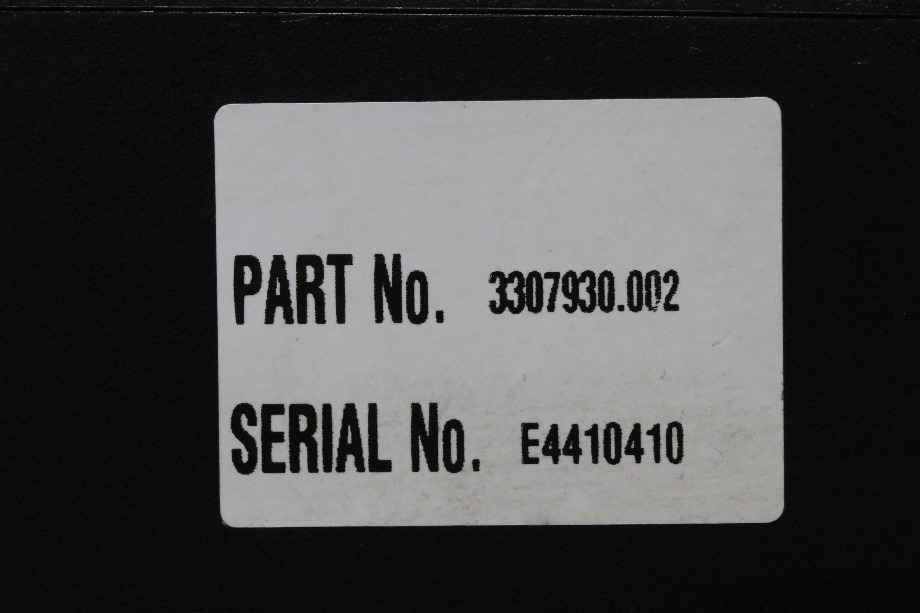 PART No. 3307930.002
SERIAL No. E4410410